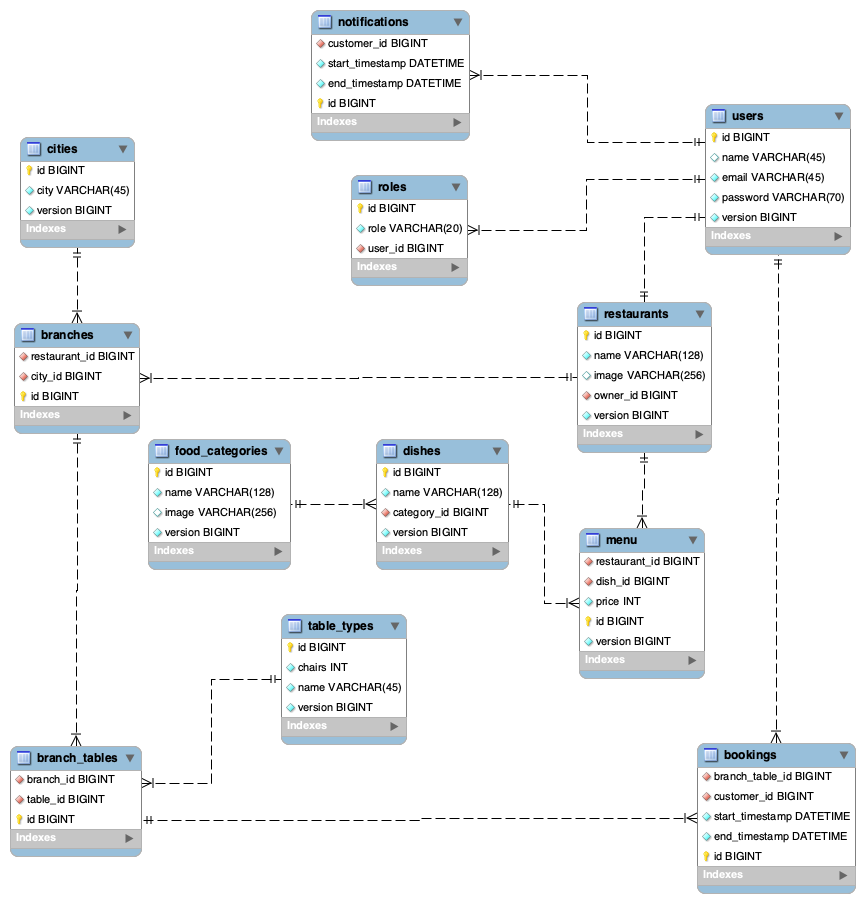 notifications
customer_id BIGINT
start_timestamp DATETIME
end_timestamp DATETIME
id BIGINT
Indexes
users
id BIGINT
name VARCHAR(45)
email VARCHAR(45)
password VARCHAR(70)
version BIGINT
Indexes
cities
id BIGINT
city VARCHAR(45)
version BIGINT
Indexes
roles
id BIGINT
role VARCHAR(20)
user_id BIGINT
Indexes
branches
restaurant_id BIGINT
city_id BIGINT
id BIGINT
Indexes
restaurants
id BIGINT
name VARCHAR(128)
image VARCHAR(256)
owner_id BIGINT
version BIGINT
Indexes
food_categories
id BIGINT
name VARCHAR(128)
image VARCHAR(256)
version BIGINT
Indexes
dishes
id BIGINT
name VARCHAR(128)
category_id BIGINT
version BIGINT
Indexes
menu
restaurant_id BIGINT
dish_id BIGINT
price INT
id BIGINT
version BIGINT
Indexes
table_types
id BIGINT
chairs INT
name VARCHAR(45)
version BIGINT
Indexes
branch_tables
branch_id BIGINT
table_id BIGINT
id BIGINT
Indexes
bookings
branch_table_id BIGINT
customer_id BIGINT
start_timestamp DATETIME
end_timestamp DATETIME
id BIGINT
Indexes